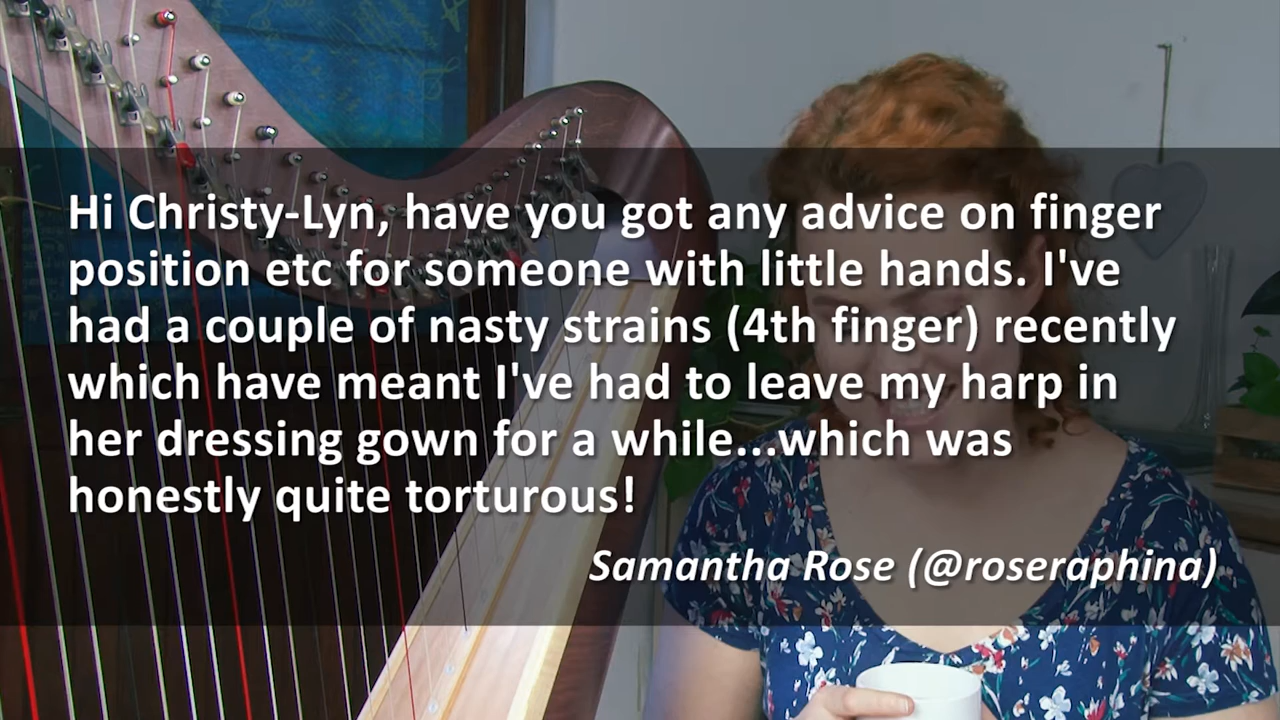 Hi Christy-Lyn, have you got any advice on finger
position etc for someone with little hands. I've
had a couple of nasty strains (4th finger) recently
which have meant I've had to leave my harp in
her dressing gown for a while...which was
honestly quite torturous!
Samantha Rose (@roseraphina)